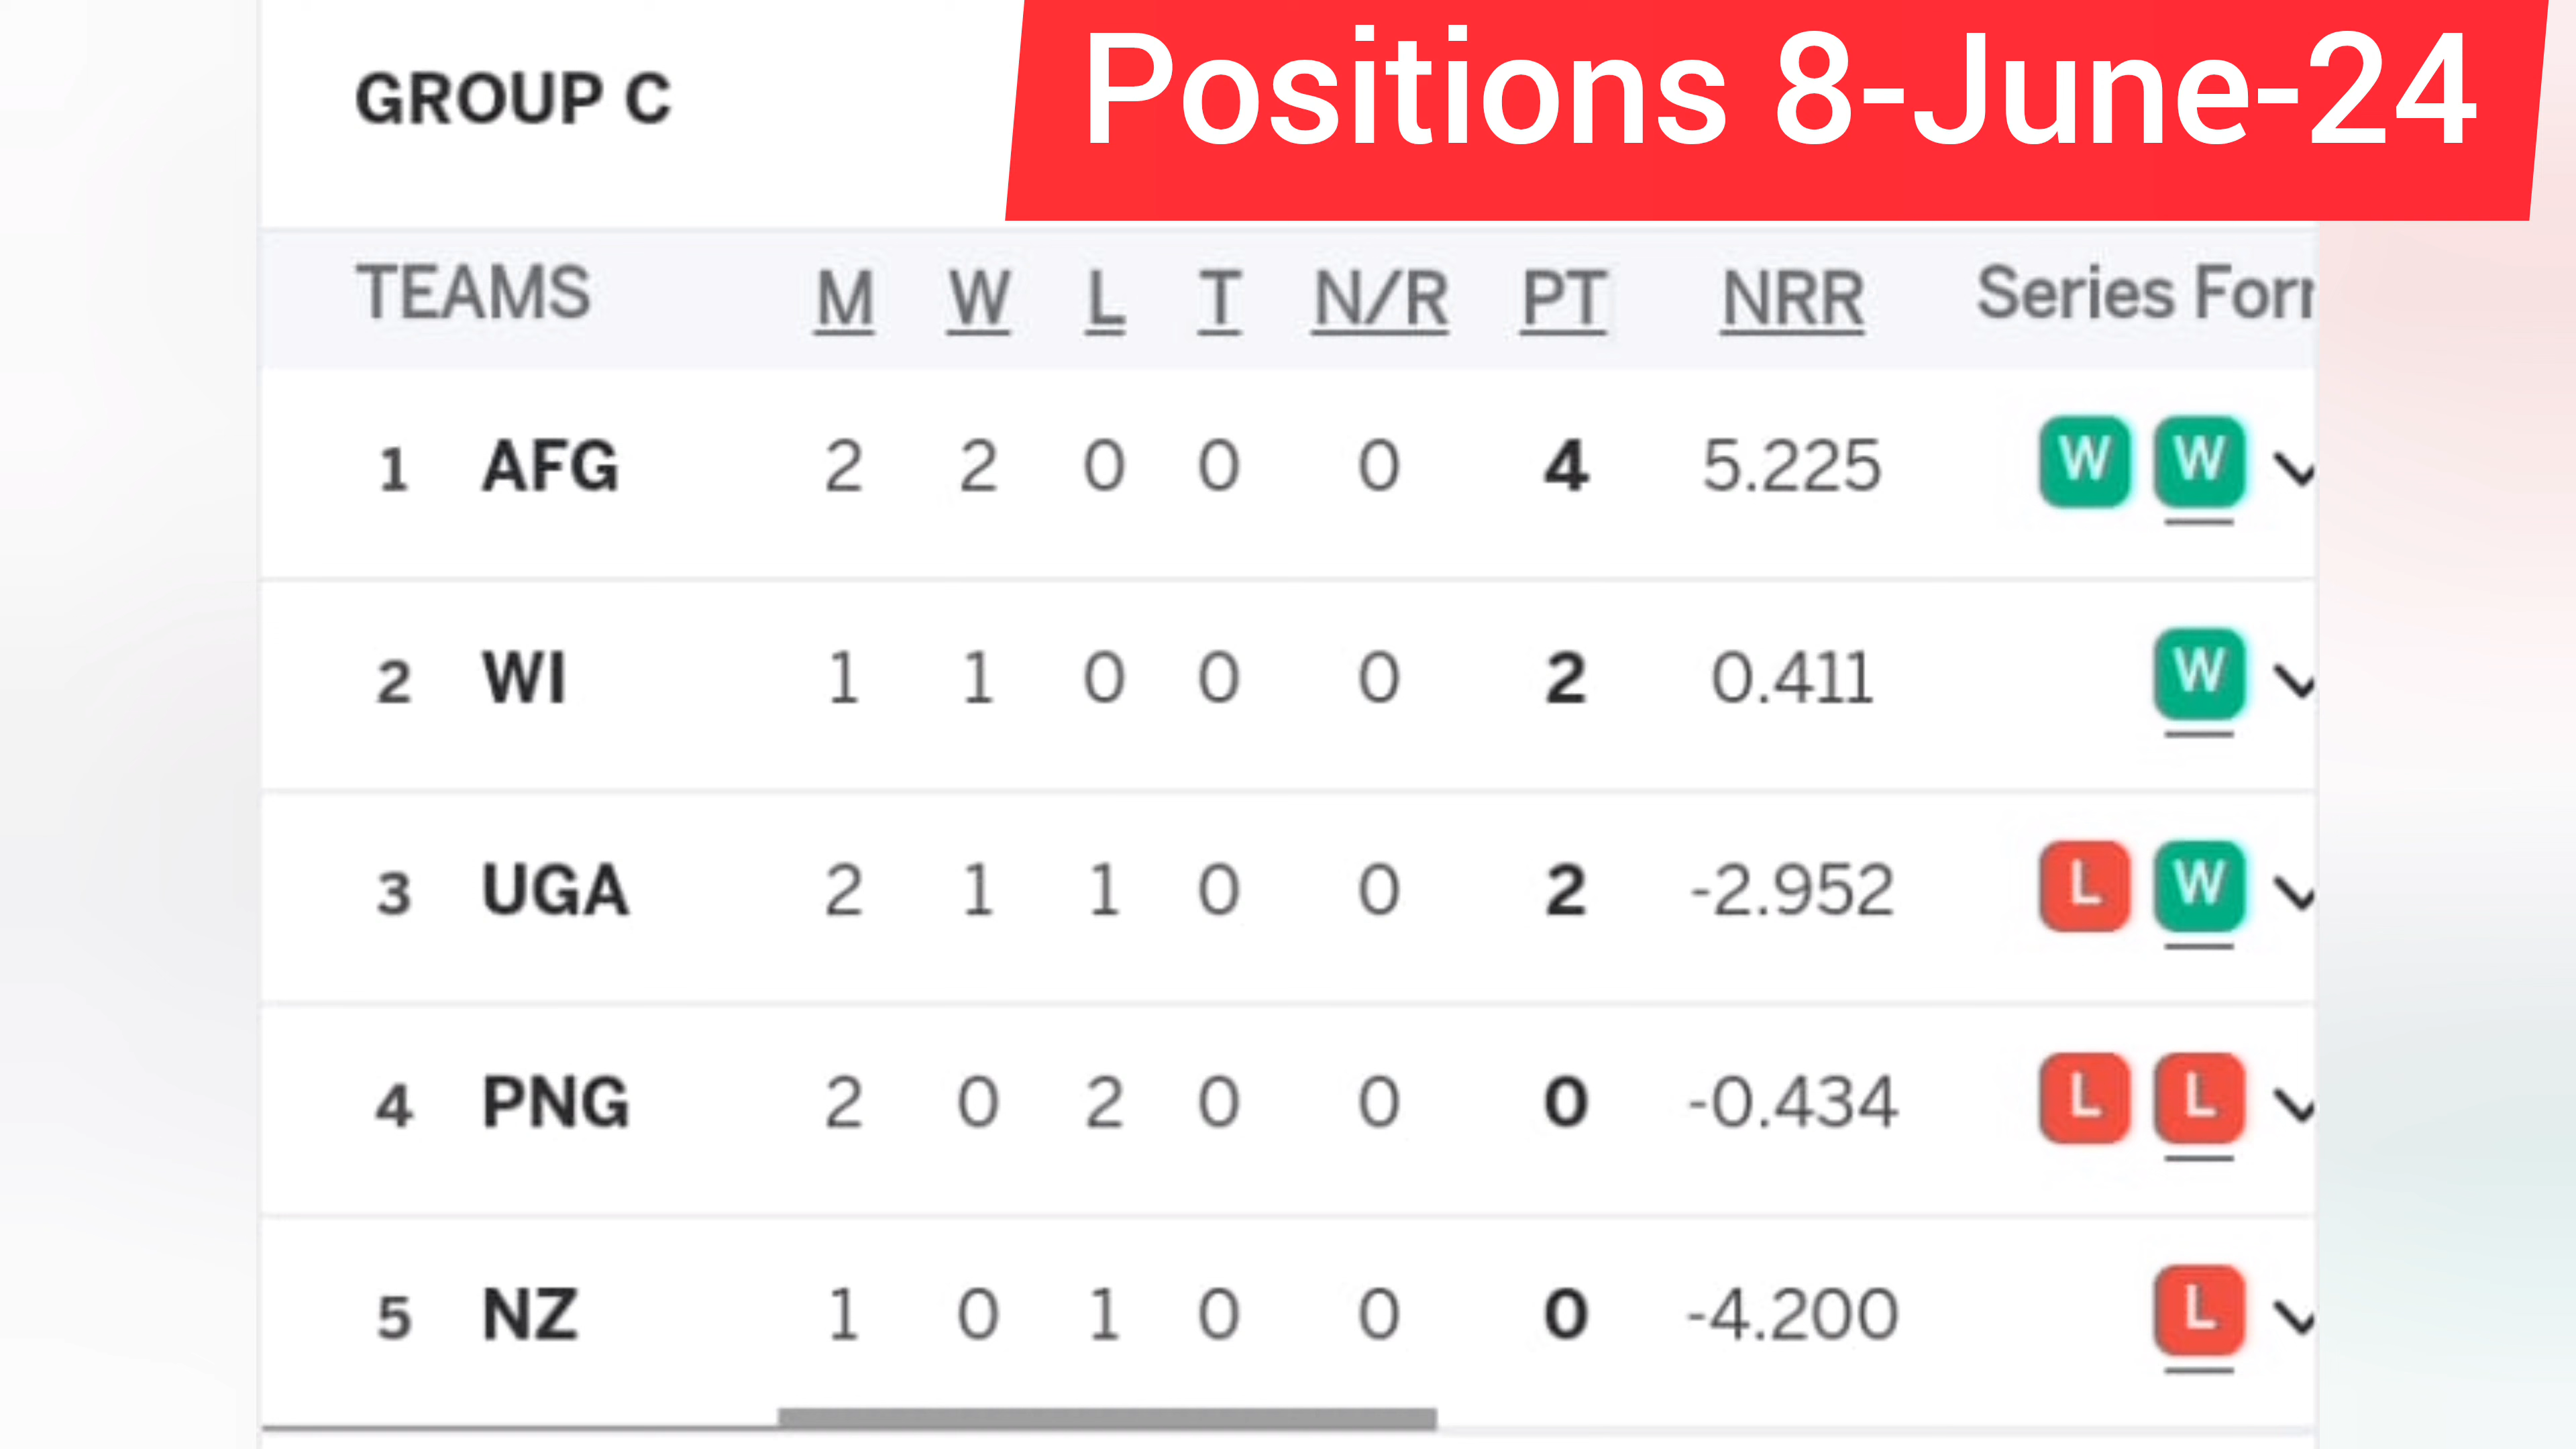 Positions 8-June-24
GROUP C
TEAMS M W L T N/R PT NRR Series Forr
1 AFG 2 2 0 0 0 4 5.225 W W
2 WI 1 1 0 0 0 2 0.411 W
3 UGA 2 1 1 0 0 2 -2.952 L W
4 PNG 2 0 2 0 0 0 -0.434 L L
5 NZ 1 0 1 0 0 0 -4.200 L